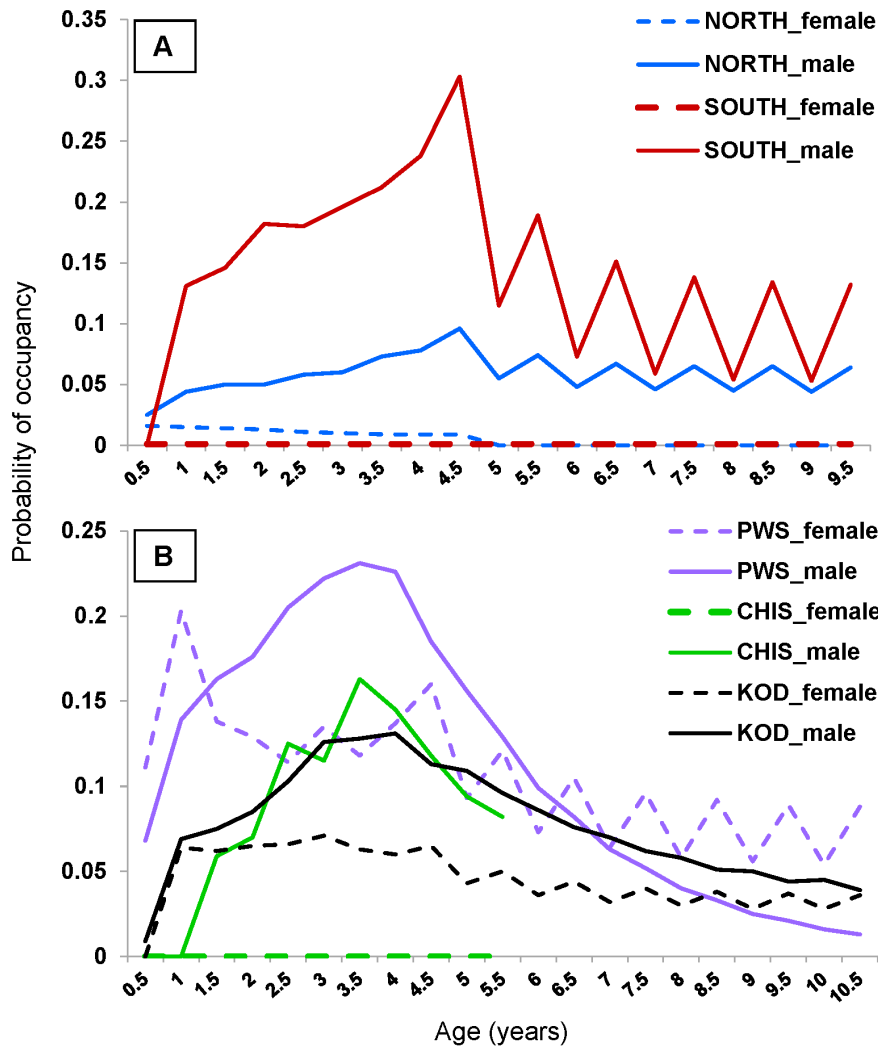 0.35
0.3
0.25
0.2
0.15
0.1
0.05
0
A
NORTH_female
NORTH_male
SOUTH_female
SOUTH_male
0.5 1 1.5 2 2.5 3 3.5 4 4.5 5 5.5 6 6.5 7 7.5 8 8.5 9 9.5
Probability of occupancy
0.25
0.2
0.15
0.1
0.05
0
B
PWS_female
PWS_male
CHIS_female
CHIS_male
KOD_female
KOD_male
0.5 1 1.5 2 2.5 3 3.5 4 4.5 5 5.5 6 6.5 7 7.5 8 8.5 9 9.5 10 10.5
Age (years)